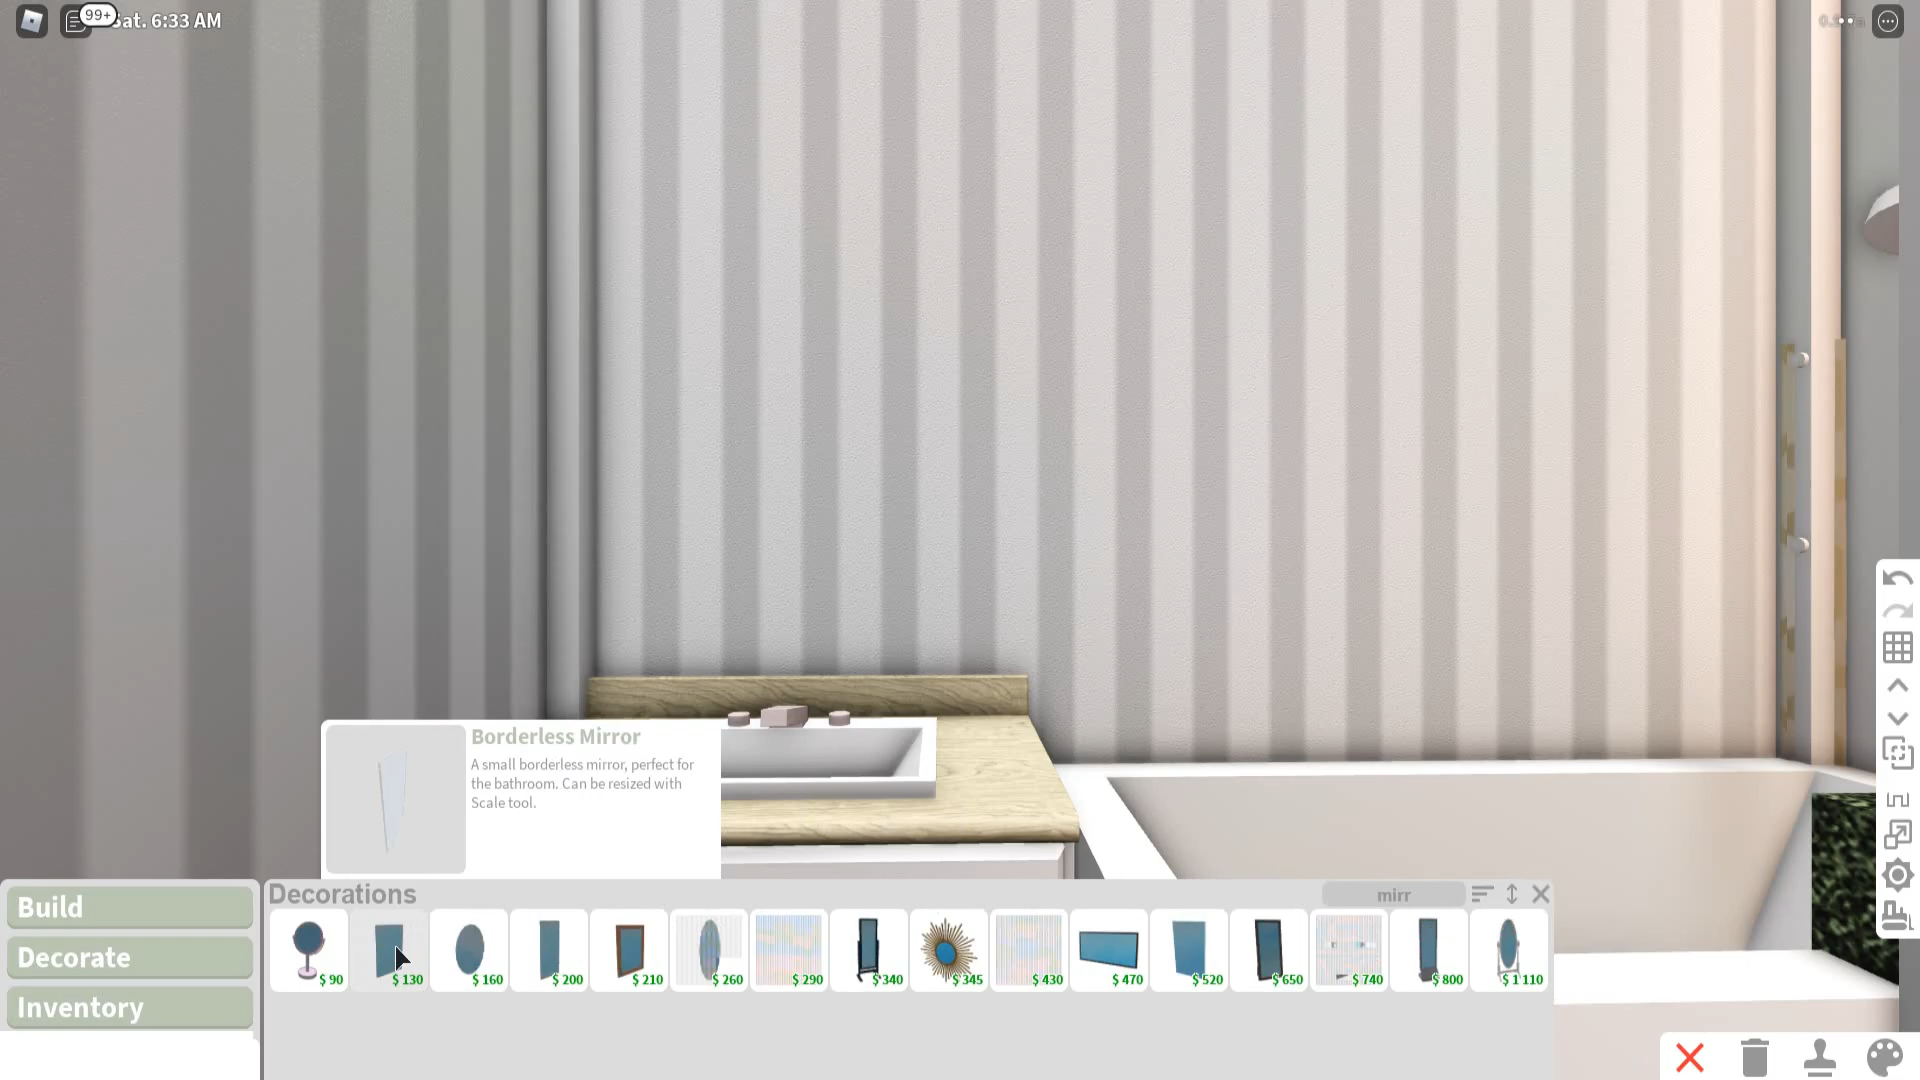 99+
Sat. 6:33 AM
Borderless Mirror
A small borderless mirror, perfect for
the bathroom. Can be resized with
Scale tool.
Build
Decorate
Inventory
Decorations
mirr
$ 90
$ 130
$ 160
$ 200
$ 210
$ 260
$ 290
$ 340
$ 345
$ 430
$ 470
$ 520
$ 650
$ 740
$ 800
$ 1 110